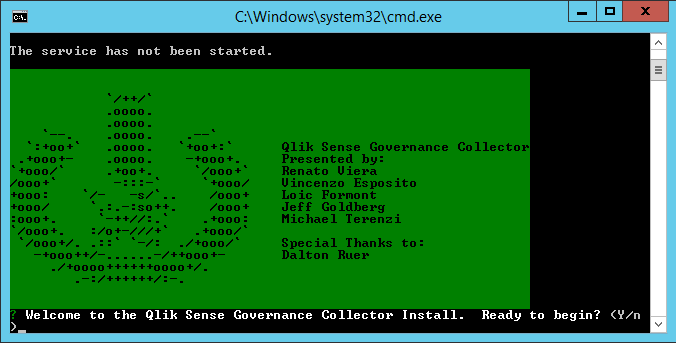 C:\Windows\system32\cmd.exe
The service has not been started.
Qlik Sense Governance Collector
Presented by:
Renato Viera
Vincenzo Esposito
Loic Formont
Jeff Goldberg
Michael Terenzi
Special Thanks to:
Dalton Ruer
? Welcome to the Qlik Sense Governance Collector Install.  Ready to begin? (Y/n
)